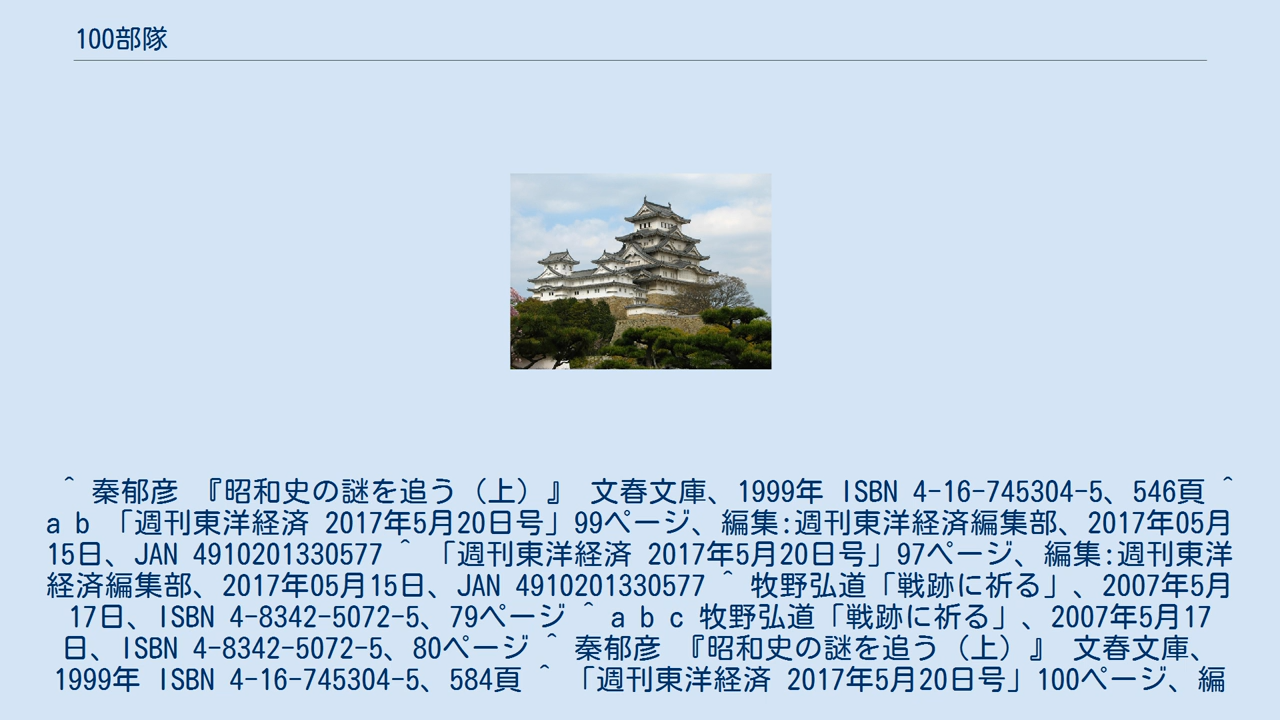 100部隊
^ 秦郁彦 『昭和史の謎を追う（上）』 文春文庫、1999年 ISBN 4-16-745304-5、546頁 ^
a b 「週刊東洋経済 2017年5月20日号」99ページ、編集:週刊東洋経済編集部、2017年05月
15日、JAN 4910201330577 ^ 「週刊東洋経済 2017年5月20日号」97ページ、編集:週刊東洋
経済編集部、2017年05月15日、JAN 4910201330577 ^ 牧野弘道「戦跡に祈る」、2007年5月
17日、ISBN 4-8342-5072-5、79ページ ^ a b c 牧野弘道「戦跡に祈る」、2007年5月17
日、ISBN 4-8342-5072-5、80ページ ^ 秦郁彦 『昭和史の謎を追う（上）』 文春文庫、
1999年 ISBN 4-16-745304-5、584頁 ^ 「週刊東洋経済 2017年5月20日号」100ページ、編